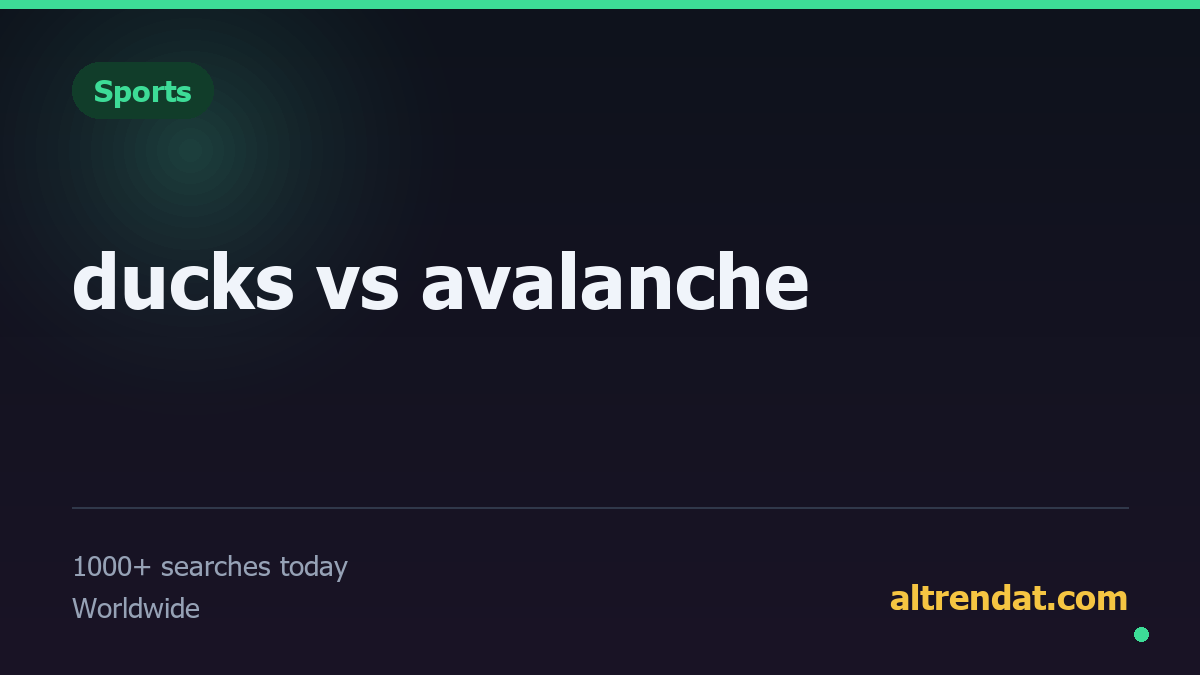 Sports
ducks vs avalanche
1000+ searches today
Worldwide
altrendat.com